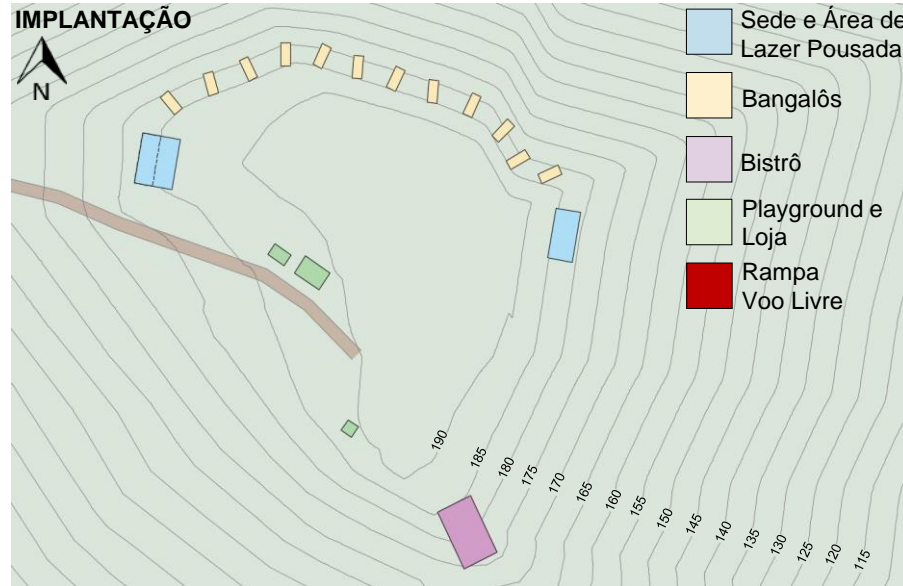 IMPLANTAÇÃO
N
Sede e Área de
Lazer Pousada
Bangalôs
Bistrô
Playground e
Loja
Rampa
Voo Livre
190
185
180
175
170
165
160
155
150
145
140
135
130
125
120
115